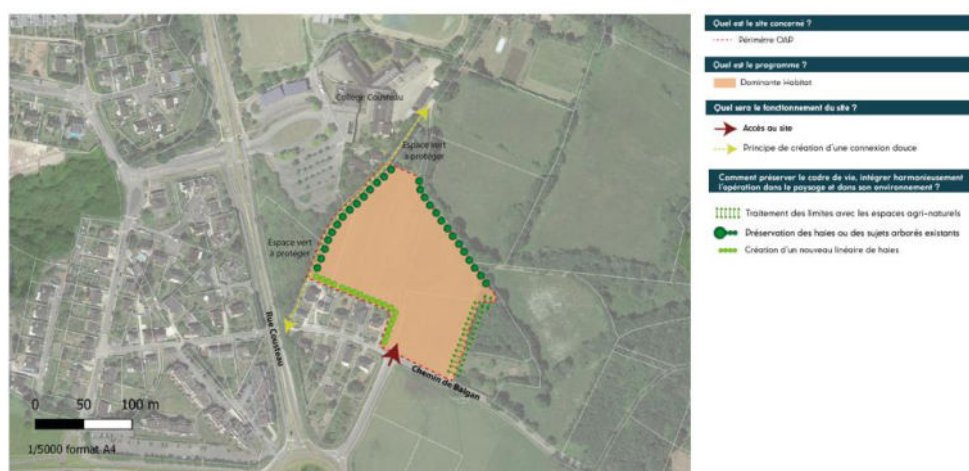 Collège Cousteau
Espace vert
à protéger
Espace vert
à protéger
Rue Cousteau
Chemin de Balgan
0 50 100 m
1/5000 format A4
Quel est le site concerné ?
Périmètre OAP
Quel est le programme ?
Dominante Habitat
Quel sera le fonctionnement du site ?
Accès au site
Principe de création d'une connexion douce
Comment préserver le cadre de vie, intégrer harmonieusement
l'opération dans le paysage et dans son environnement ?
Traitement des limites avec les espaces agri-naturels
Préservation des haies ou des sujets arborés existants
Création d'un nouveau linéaire de haies